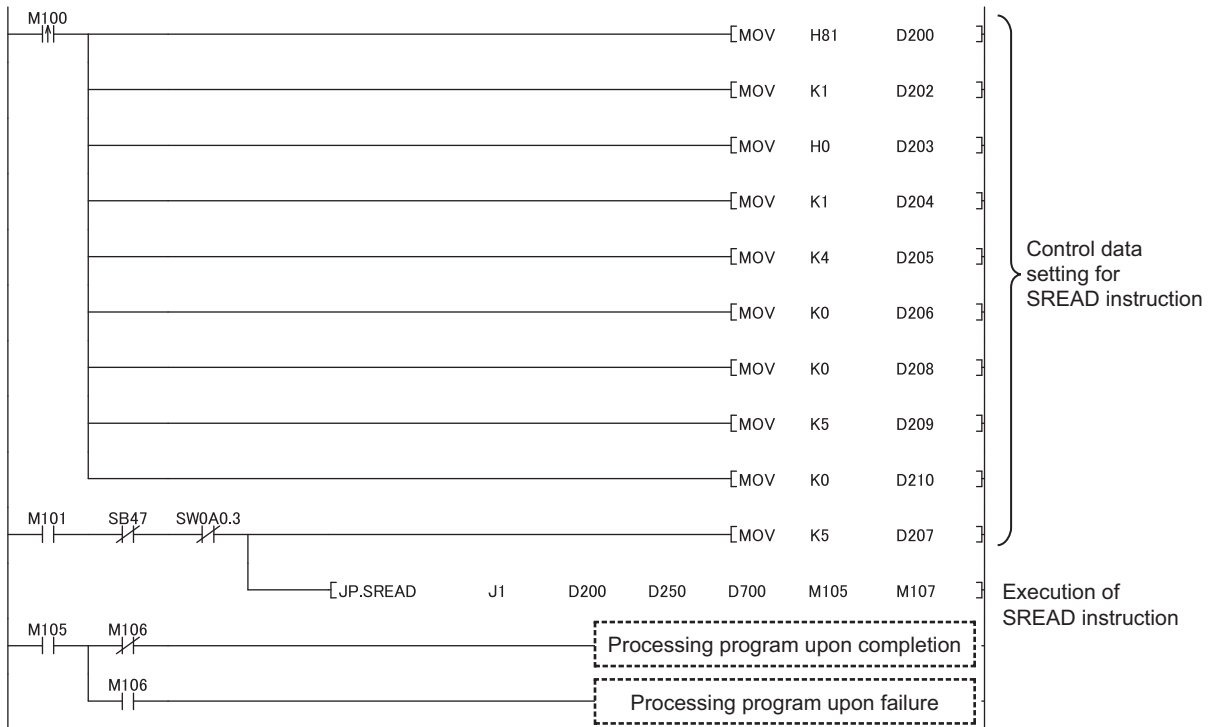 M100
MOV H81 D200
MOV K1 D202
MOV H0 D203
MOV K1 D204
MOV K4 D205
MOV K0 D206
MOV K0 D208
MOV K5 D209
MOV K0 D210
Control data
setting for
SREAD instruction
M101 SB47 SW0A0.3
MOV K5 D207
JP.SREAD J1 D200 D250 D700 M105 M107
Execution of
SREAD instruction
M105 M106
Processing program upon completion
M106
Processing program upon failure